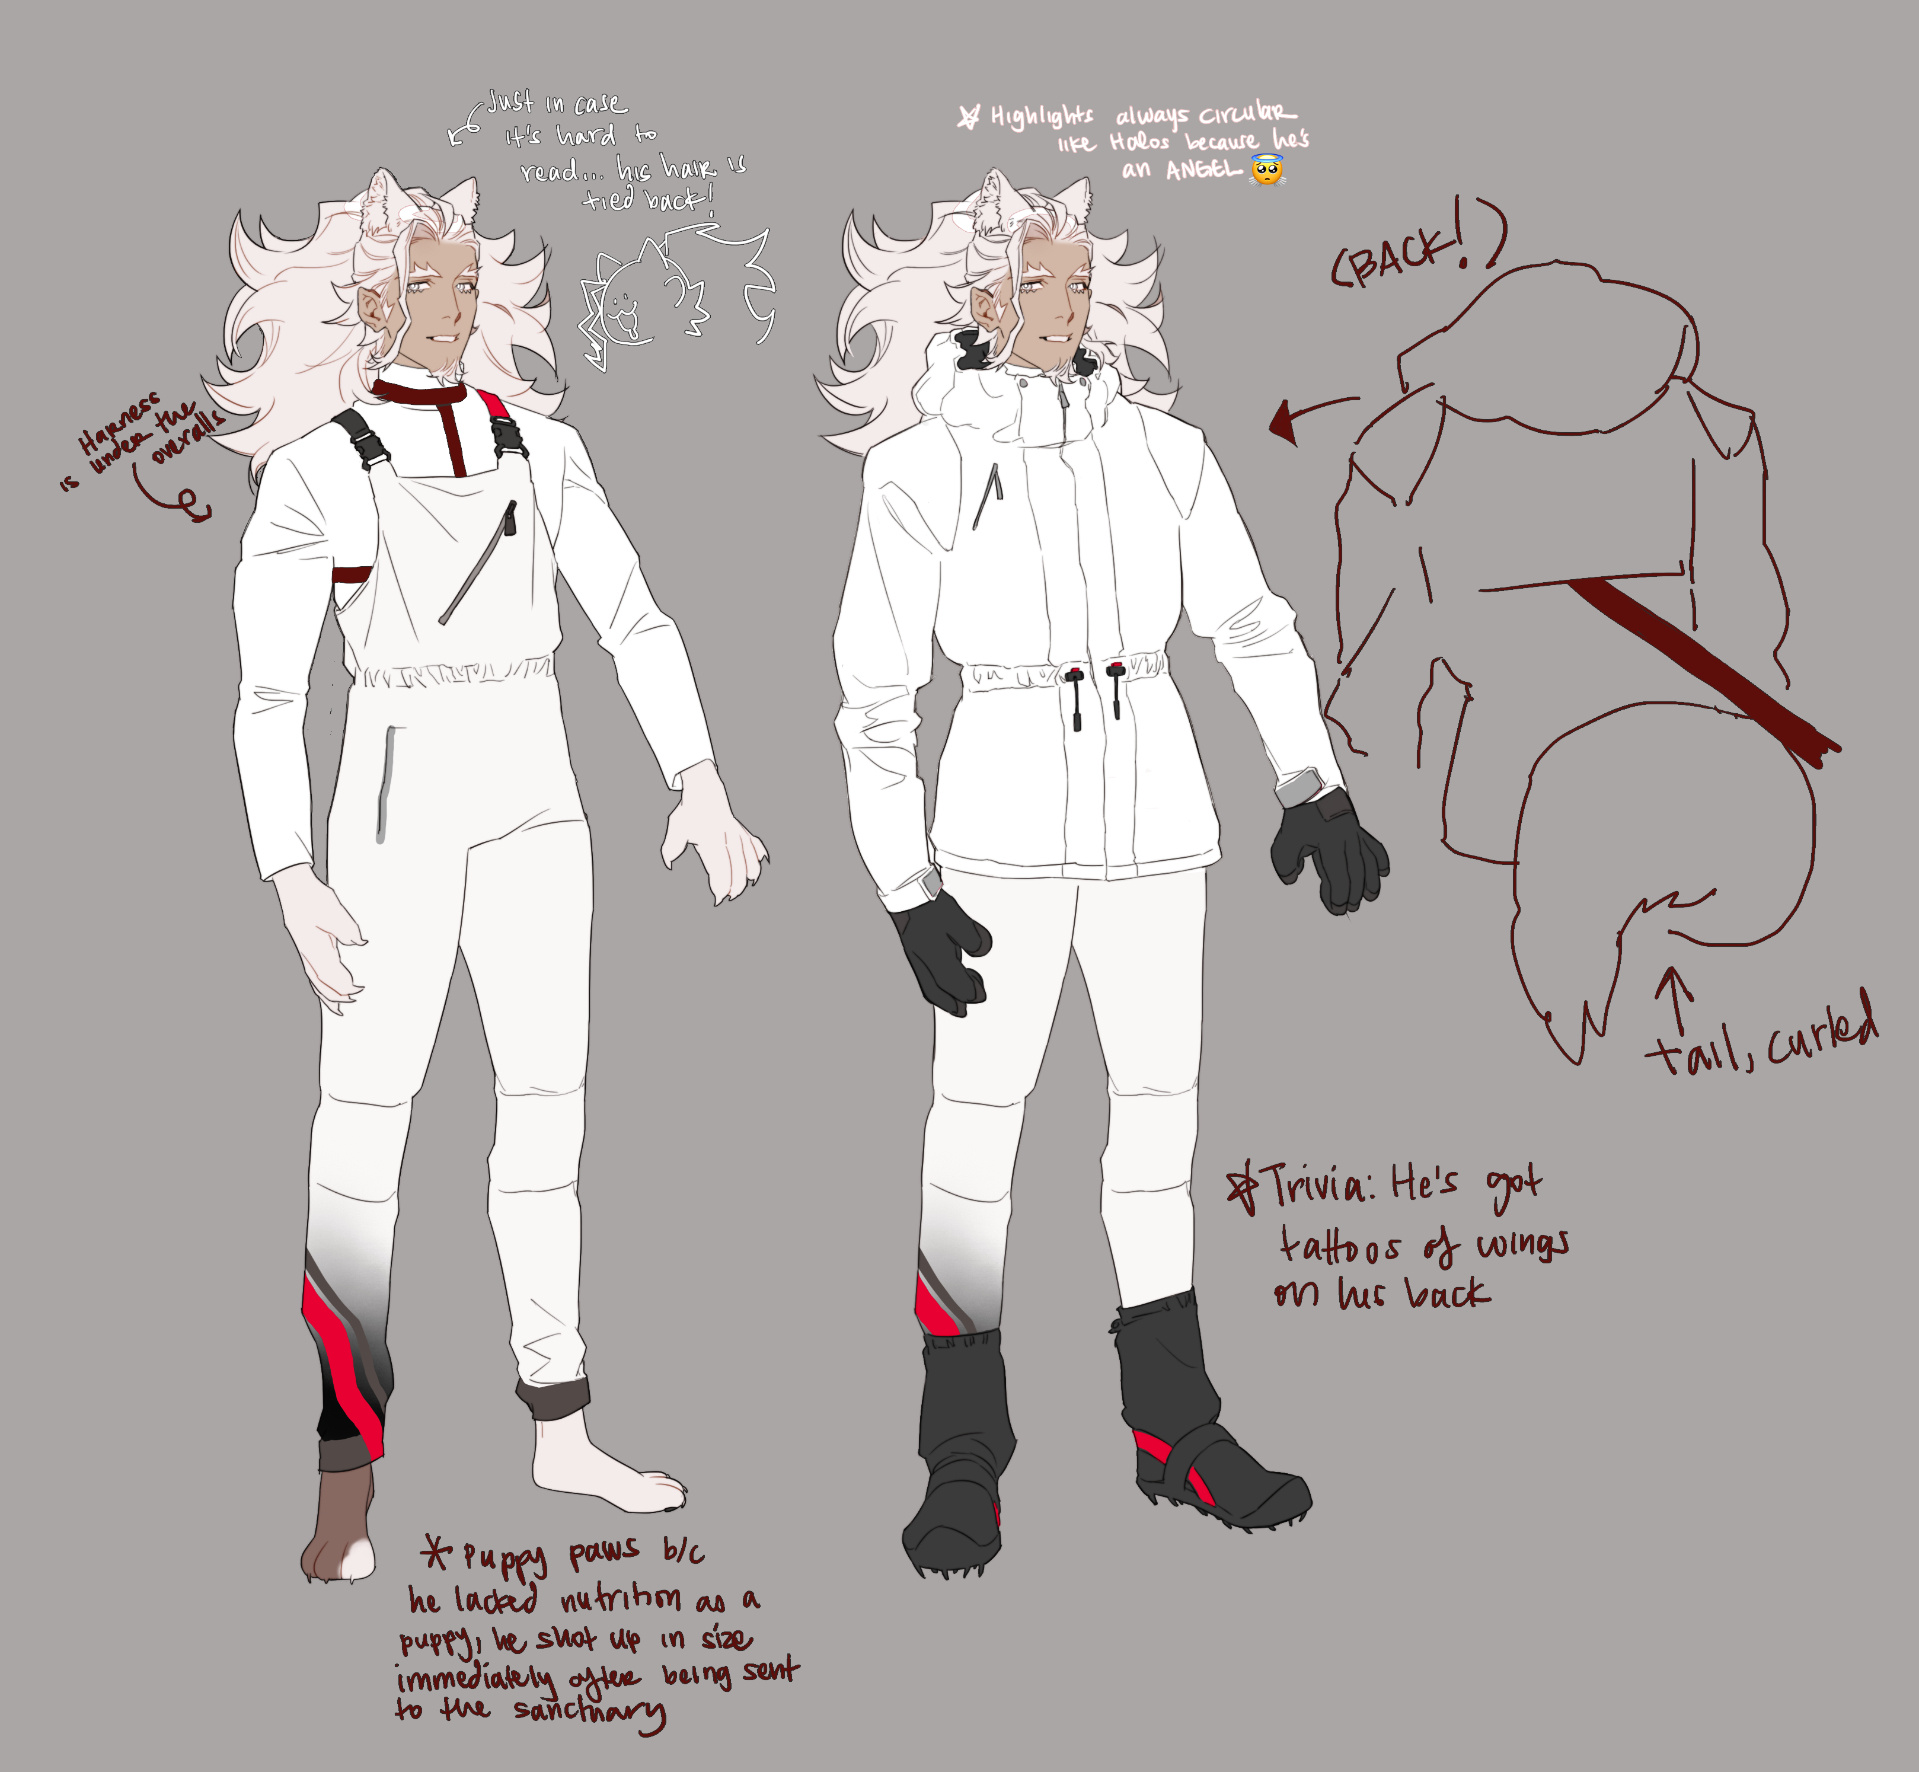 Just in case
it's hard to
read... his hair is
tied back!
☆ Highlights always circular
like Halos because he's
an ANGEL 🥺
(BACK!)
Harness
is under the
overalls
tail, curled
☆ Trivia: He's got
tattoos of wings
on his back
* Puppy paws b/c
he lacked nutrition as a
puppy, he shot up in size
immediately after being sent
to the sanctuary